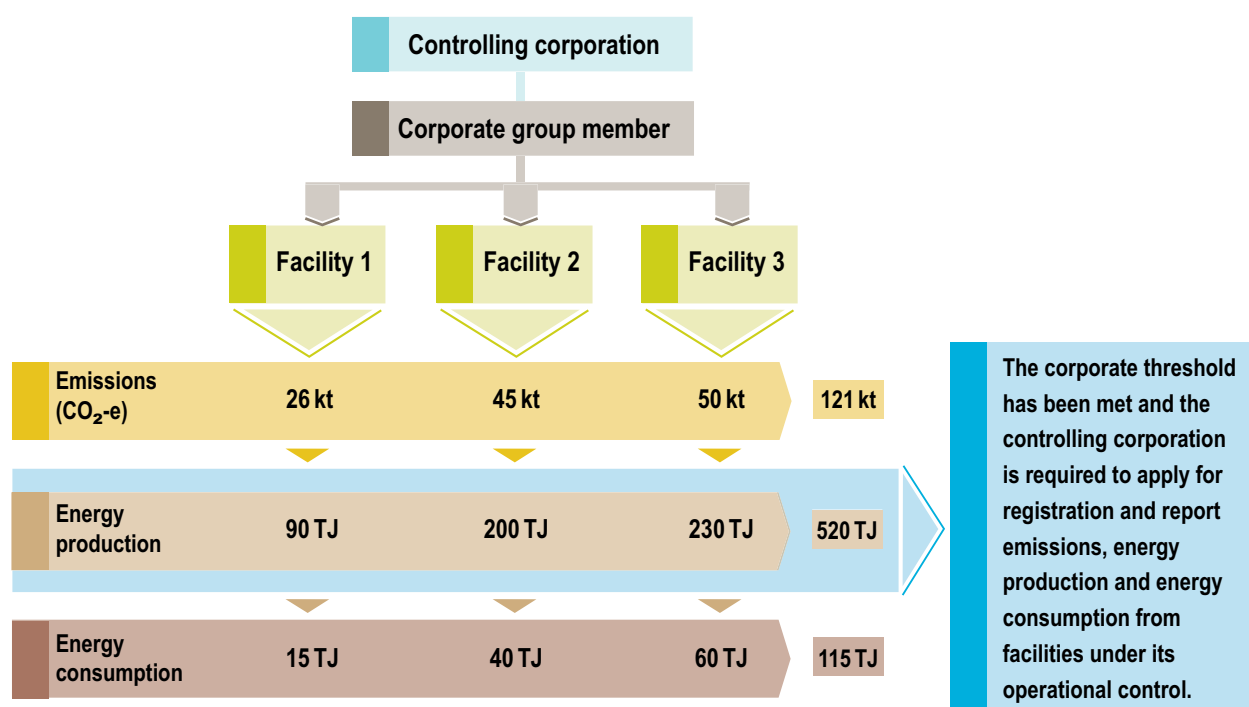 Controlling corporation
Corporate group member
Facility 1
Facility 2
Facility 3
Emissions
(CO₂-e)
26 kt
45 kt
50 kt
121 kt
Energy
production
90 TJ
200 TJ
230 TJ
520 TJ
Energy
consumption
15 TJ
40 TJ
60 TJ
115 TJ
The corporate threshold
has been met and the
controlling corporation
is required to apply for
registration and report
emissions, energy
production and energy
consumption from
facilities under its
operational control.